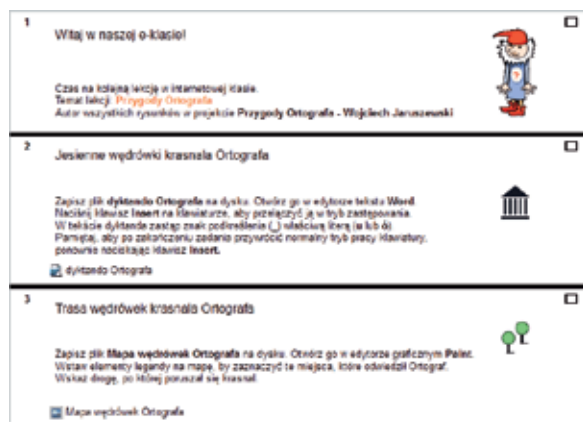 1
Witaj w naszej e-klasie!
Czas na kolejną lekcję w internetowej klasie.
Temat lekcji: Przygody Ortografa
Autor wszystkich rysunków w projekcie Przygody Ortografa - Wojciech Jaruszewski
2
Jesienne wędrówki krasnala Ortografa
Zapisz plik dyktando Ortografa na dysku. Otwórz go w edytorze tekstu Word.
Naciśnij klawisz Insert na klawiaturze, aby przełączyć ją w tryb zastępowania.
W tekście dyktanda zastąp znak podkreślenia (_) właściwą literą (u lub ó).
Pamiętaj, aby po zakończeniu zadania przywrócić normalny tryb pracy klawiatury,
ponownie naciskając klawisz Insert.
dyktando Ortografa
3
Trasa wędrówek krasnala Ortografa
Zapisz plik Mapa wędrówek Ortografa na dysku. Otwórz go w edytorze graficznym Paint.
Wstaw elementy legendy na mapę, by zaznaczyć te miejsca, które odwiedził Ortograf.
Wskaż drogę, po której poruszał się krasnal.
Mapa wędrówek Ortografa